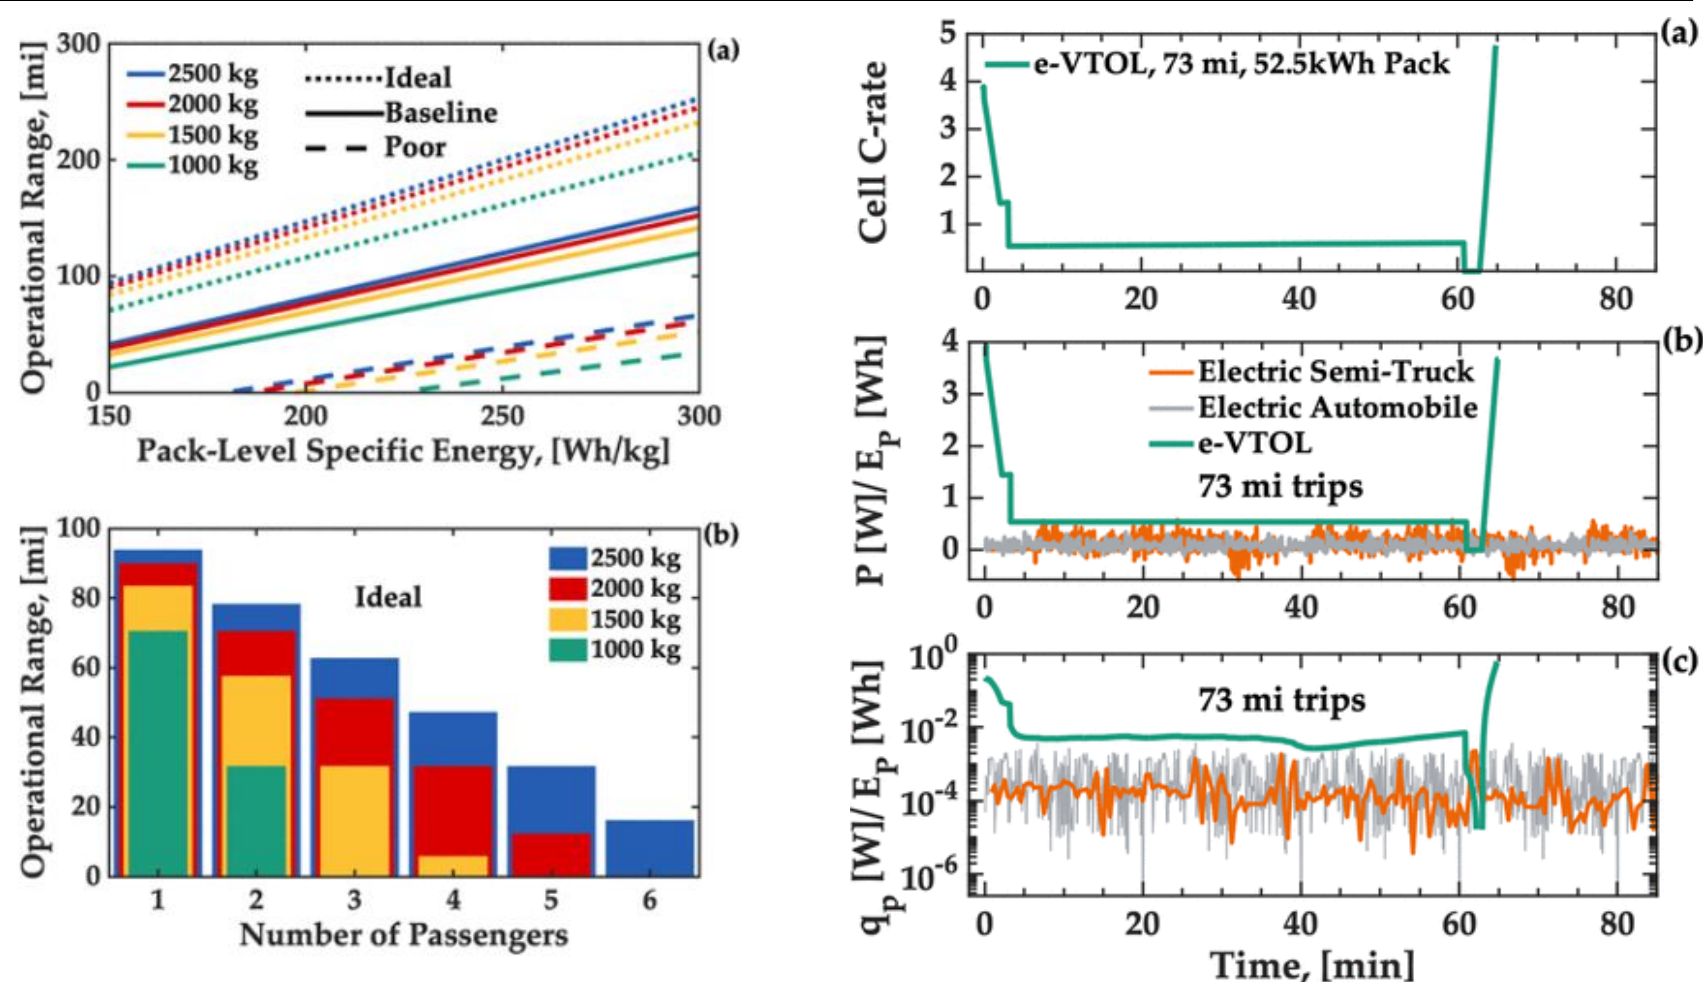 (a)
300
200
100
0
Operational Range, [mi]
2500 kg
2000 kg
1500 kg
1000 kg
Ideal
Baseline
Poor
150 200 250 300
Pack-Level Specific Energy, [Wh/kg]
(b)
100
80
60
40
20
0
Operational Range, [mi]
Ideal
2500 kg
2000 kg
1500 kg
1000 kg
1 2 3 4 5 6
Number of Passengers
(a)
5
4
3
2
1
Cell C-rate
e-VTOL, 73 mi, 52.5kWh Pack
0 20 40 60 80
(b)
4
3
2
1
0
P [W]/ EP [Wh]
Electric Semi-Truck
Electric Automobile
e-VTOL
73 mi trips
0 20 40 60 80
(c)
10^0
10^-2
10^-4
10^-6
qP [W]/ EP [Wh]
73 mi trips
0 20 40 60 80
Time, [min]